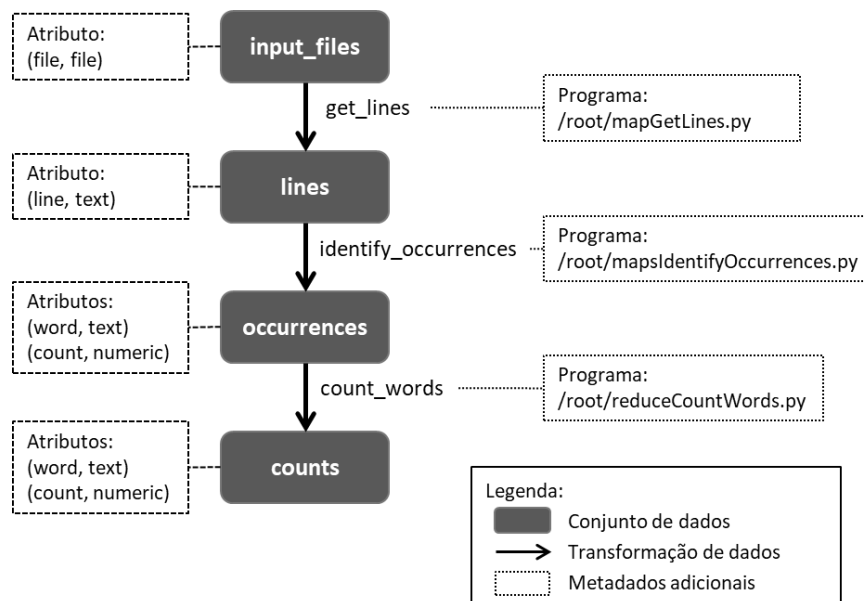 Atributo:
(file, file)
input_files
get_lines
Programa:
/root/mapGetLines.py
Atributo:
(line, text)
lines
identify_occurrences
Programa:
/root/mapsIdentifyOccurrences.py
Atributos:
(word, text)
(count, numeric)
occurrences
count_words
Programa:
/root/reduceCountWords.py
Atributos:
(word, text)
(count, numeric)
counts
Legenda:
Conjunto de dados
Transformação de dados
Metadados adicionais